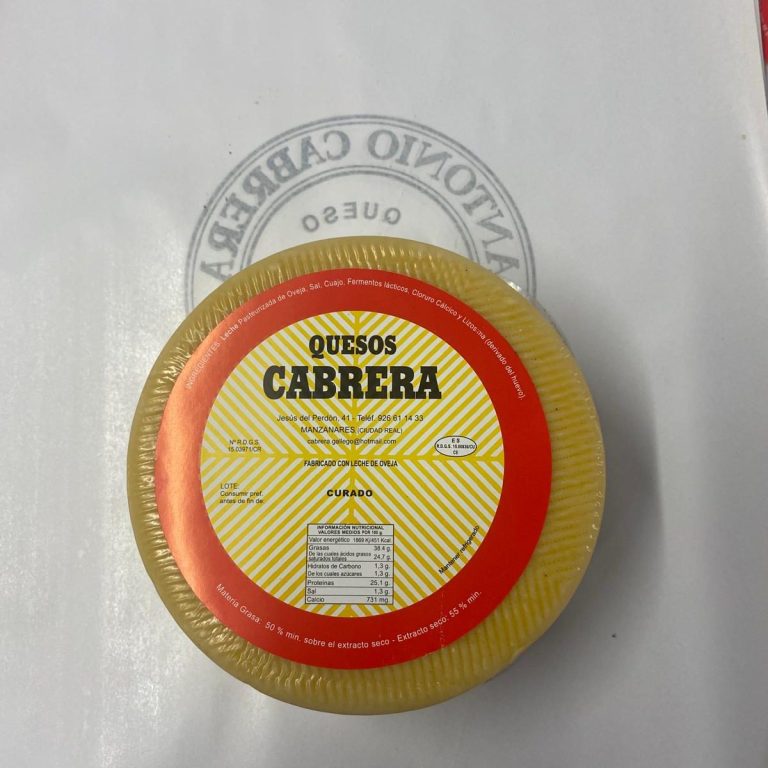 ANTONIO CABRERA
QUESO
INGREDIENTES: Leche Pasteurizada de Oveja, Sal, Cuajo, Fermentos lácticos, Cloruro Cálcico y Lizosima (derivado del huevo).
QUESOS
CABRERA
Jesús del Perdón, 41 - Teléf. 926 61 14 33
MANZANARES (CIUDAD REAL)
cabrera.gallego@hotmail.com
Nº R.D.G.S.
15.03971/CR
E S
CE
FABRICADO CON LECHE DE OVEJA
LOTE:
Consumir pref.
antes de fin de:
CURADO
INFORMACIÓN NUTRICIONAL
VALORES MEDIOS POR 100 g
Valor energético 1869 Kj/451 Kcal
Grasas 38,4 g.
De las cuales ácidos grasos
saturados totales 24,7 g.
Hidratos de Carbono 1,3 g.
De los cuales azúcares 1,3 g.
Proteínas 25,1 g.
Sal 1,3 g.
Calcio 731 mg.
Mantener refrigerado
Materia Grasa: 50 % min. sobre el extracto seco - Extracto seco 55 % min.